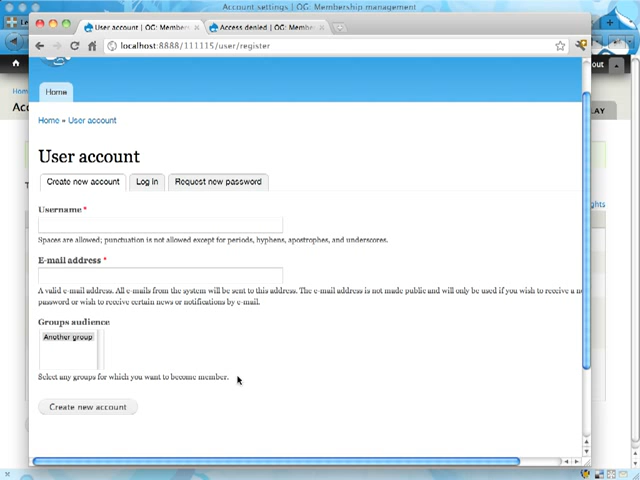 Account settings | OG: Membership management
User account | OG: Members
Access denied | OG: Membe
localhost:8888/111115/user/register
Home
Home » User account
User account
Create new account
Log in
Request new password
Username *
Spaces are allowed; punctuation is not allowed except for periods, hyphens, apostrophes, and underscores.
E-mail address *
A valid e-mail address. All e-mails from the system will be sent to this address. The e-mail address is not made public and will only be used if you wish to receive a
password or wish to receive certain news or notifications by e-mail.
Groups audience
Another group
Select any groups for which you want to become member.
Create new account